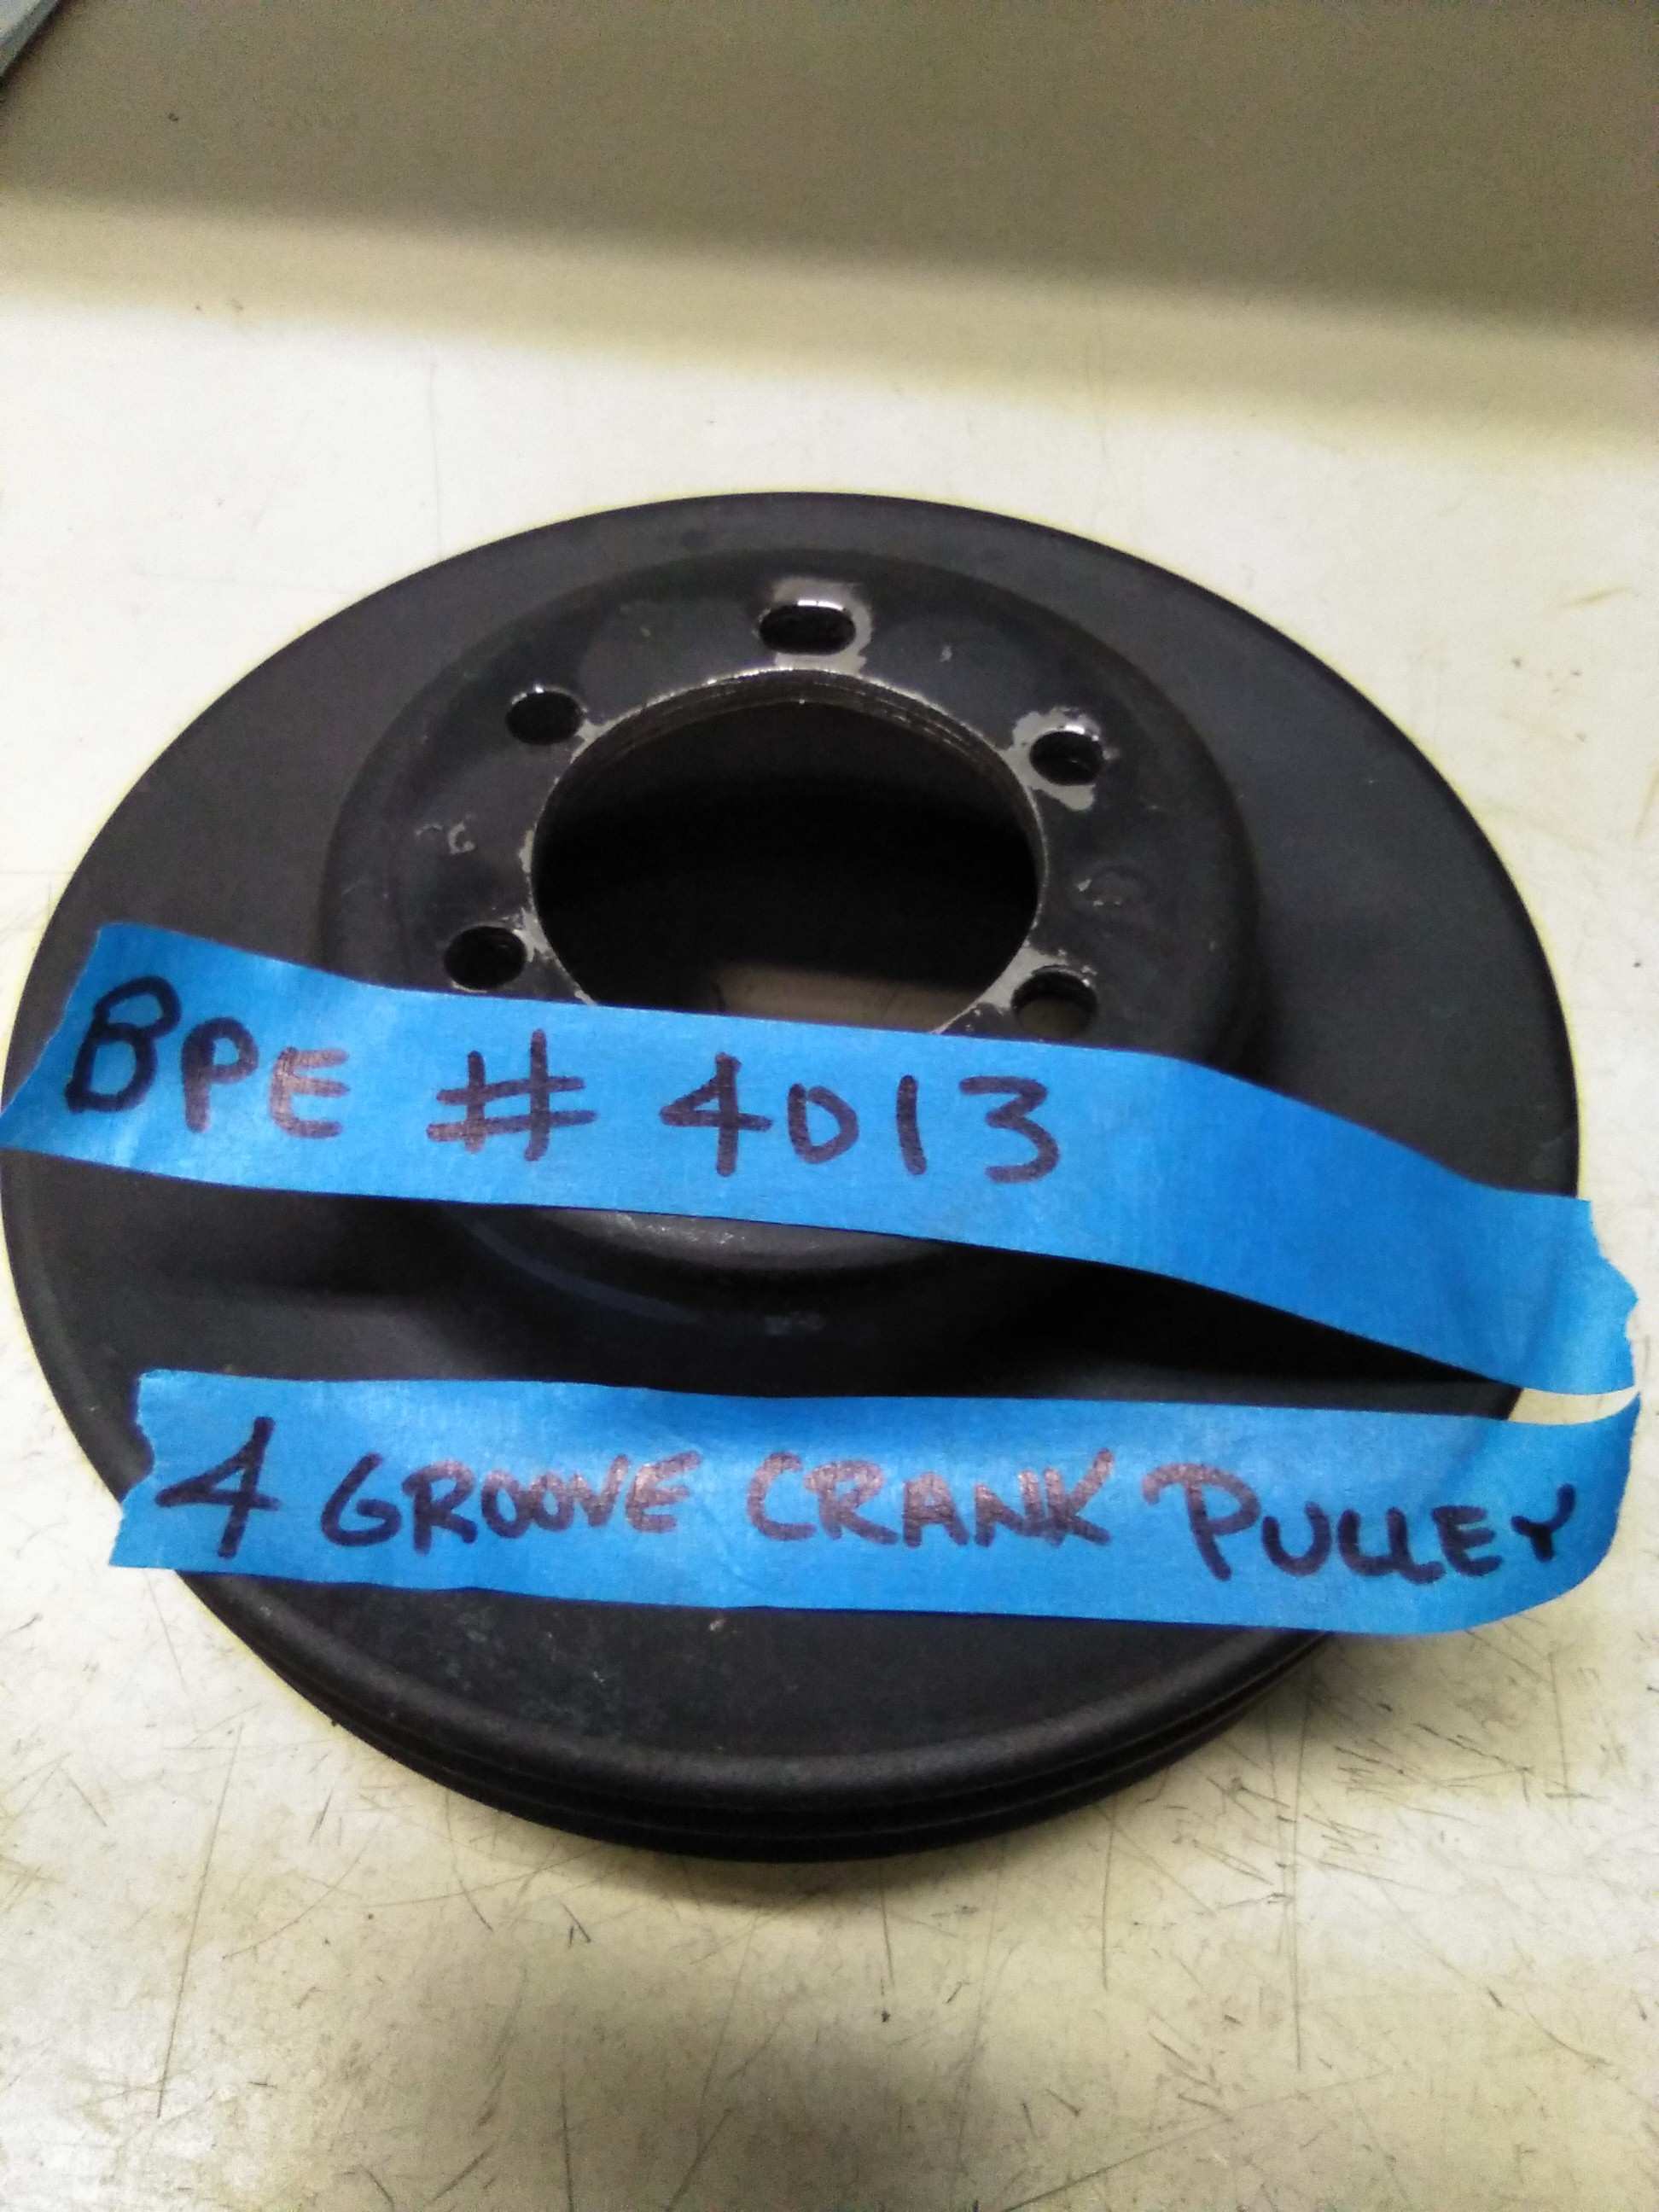 BPE # 4013
4 GROOVE CRANK PULLEY